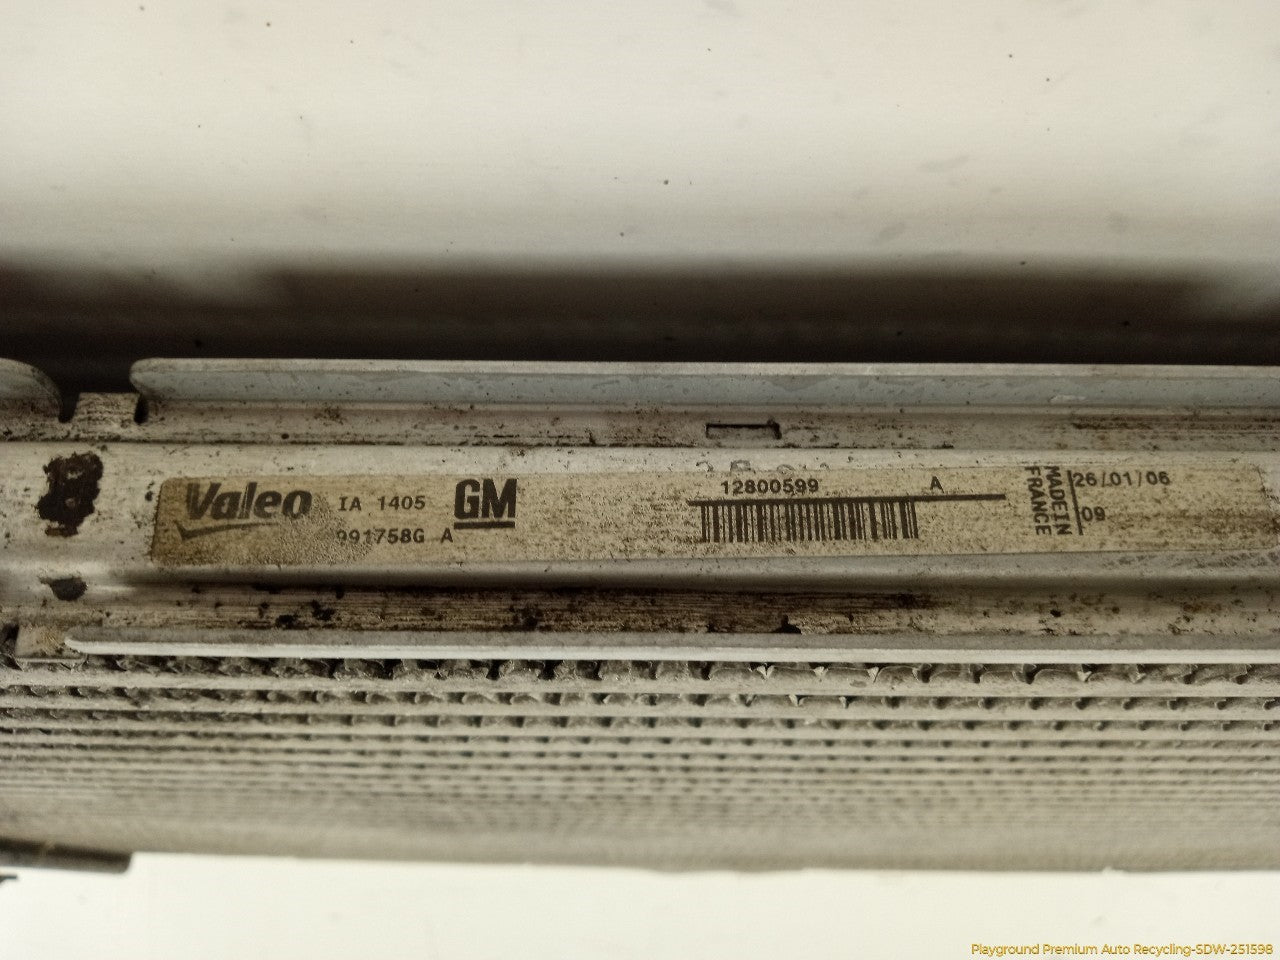 Valeo IA 1405 GM
991758G A
12800599 A
MADE IN
FRANCE
26/01/06
09
Playground Premium Auto Recycling-SDW-251598